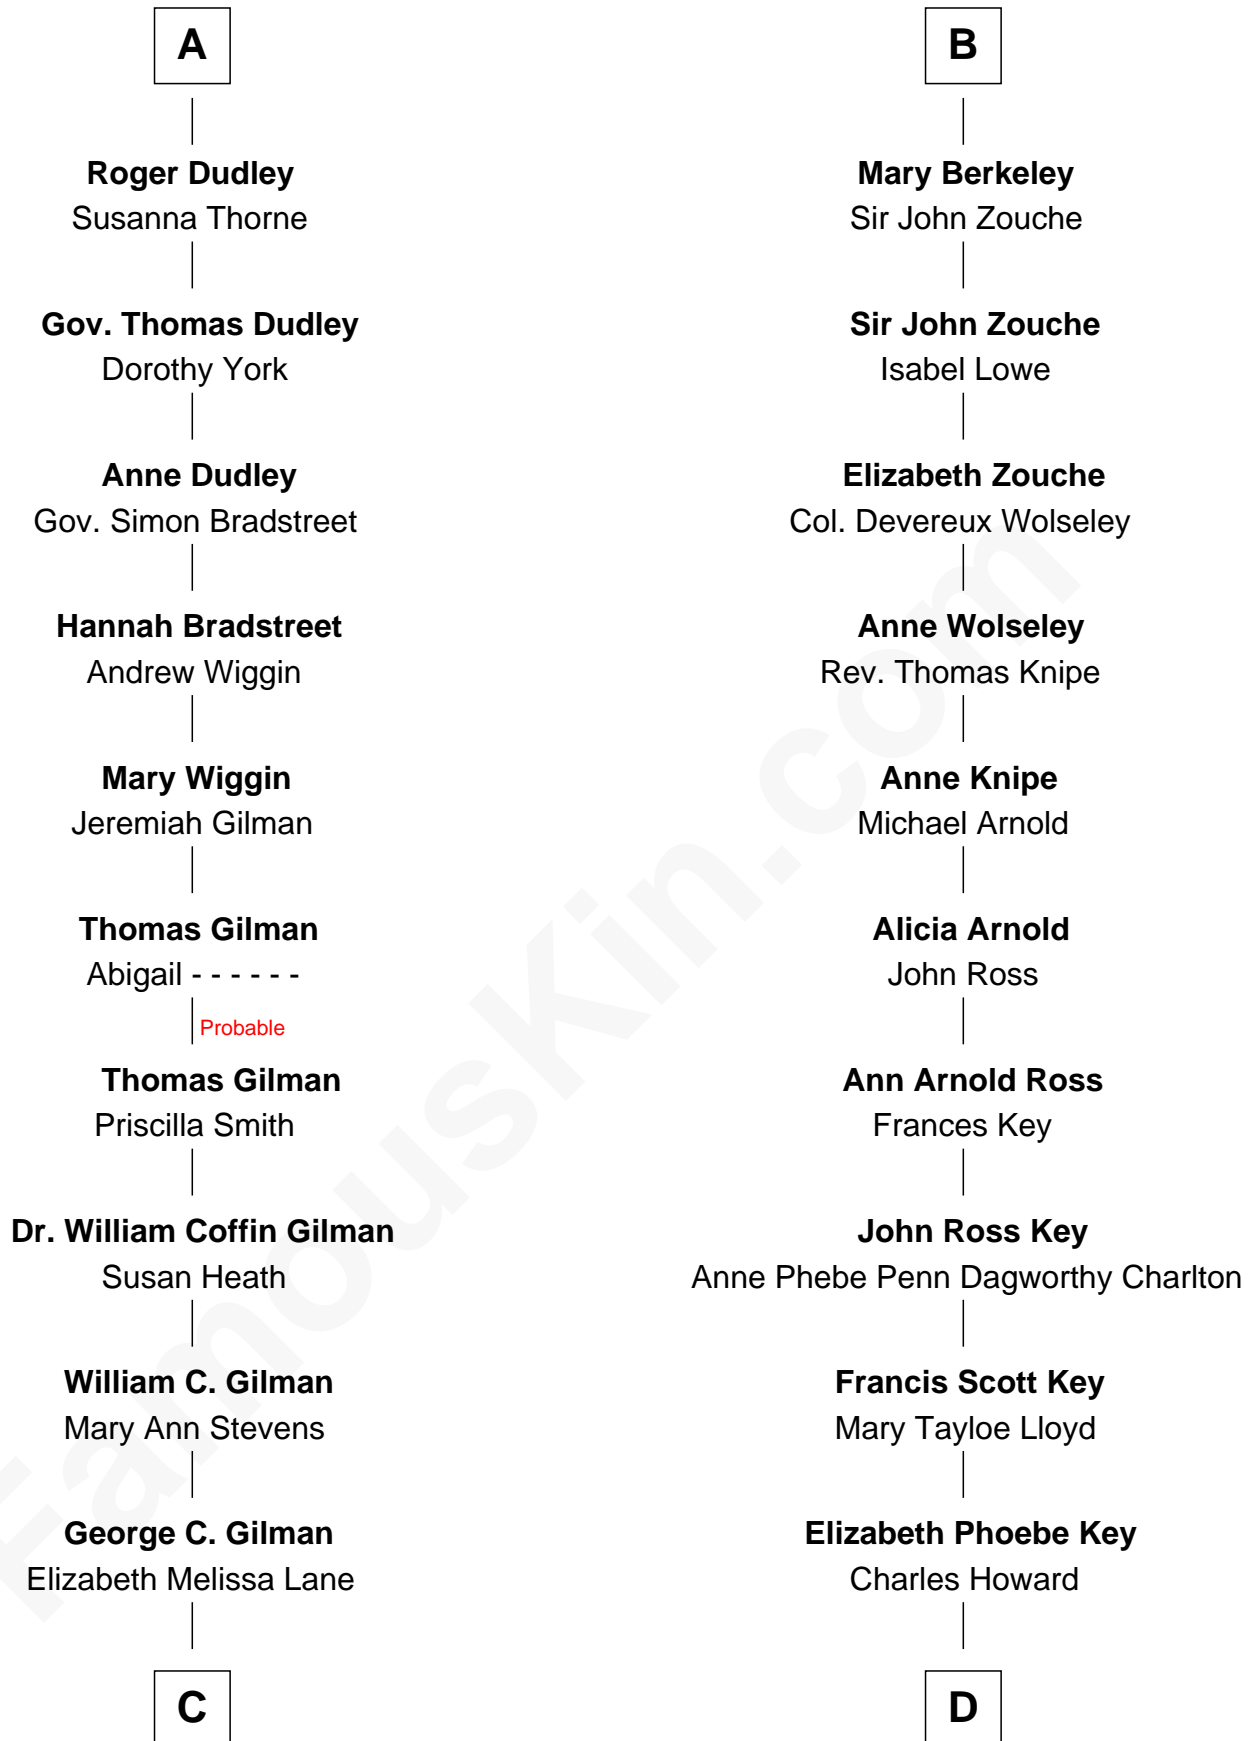 A
Roger Dudley
Susanna Thorne
Gov. Thomas Dudley
Dorothy York
Anne Dudley
Gov. Simon Bradstreet
Hannah Bradstreet
Andrew Wiggin
Mary Wiggin
Jeremiah Gilman
Thomas Gilman
Abigail - - - - - -
Probable
Thomas Gilman
Priscilla Smith
Dr. William Coffin Gilman
Susan Heath
William C. Gilman
Mary Ann Stevens
George C. Gilman
Elizabeth Melissa Lane
C
B
Mary Berkeley
Sir John Zouche
Sir John Zouche
Isabel Lowe
Elizabeth Zouche
Col. Devereux Wolseley
Anne Wolseley
Rev. Thomas Knipe
Anne Knipe
Michael Arnold
Alicia Arnold
John Ross
Ann Arnold Ross
Frances Key
John Ross Key
Anne Phebe Penn Dagworthy Charlton
Francis Scott Key
Mary Tayloe Lloyd
Elizabeth Phoebe Key
Charles Howard
D
FamousKin.com